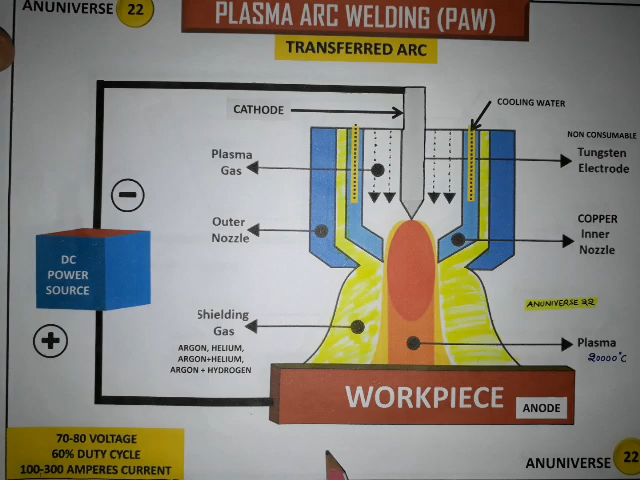 ANUNIVERSE 22
PLASMA ARC WELDING (PAW)
TRANSFERRED ARC
CATHODE
COOLING WATER
NON CONSUMABLE
Tungsten
Electrode
Plasma
Gas
Outer
Nozzle
COPPER
Inner
Nozzle
DC
POWER
SOURCE
ANUNIVERSE 22
Shielding
Gas
ARGON, HELIUM,
ARGON+HELIUM,
ARGON + HYDROGEN
Plasma
20000°C
WORKPIECE
ANODE
70-80 VOLTAGE
60% DUTY CYCLE
100-300 AMPERES CURRENT
ANUNIVERSE 22